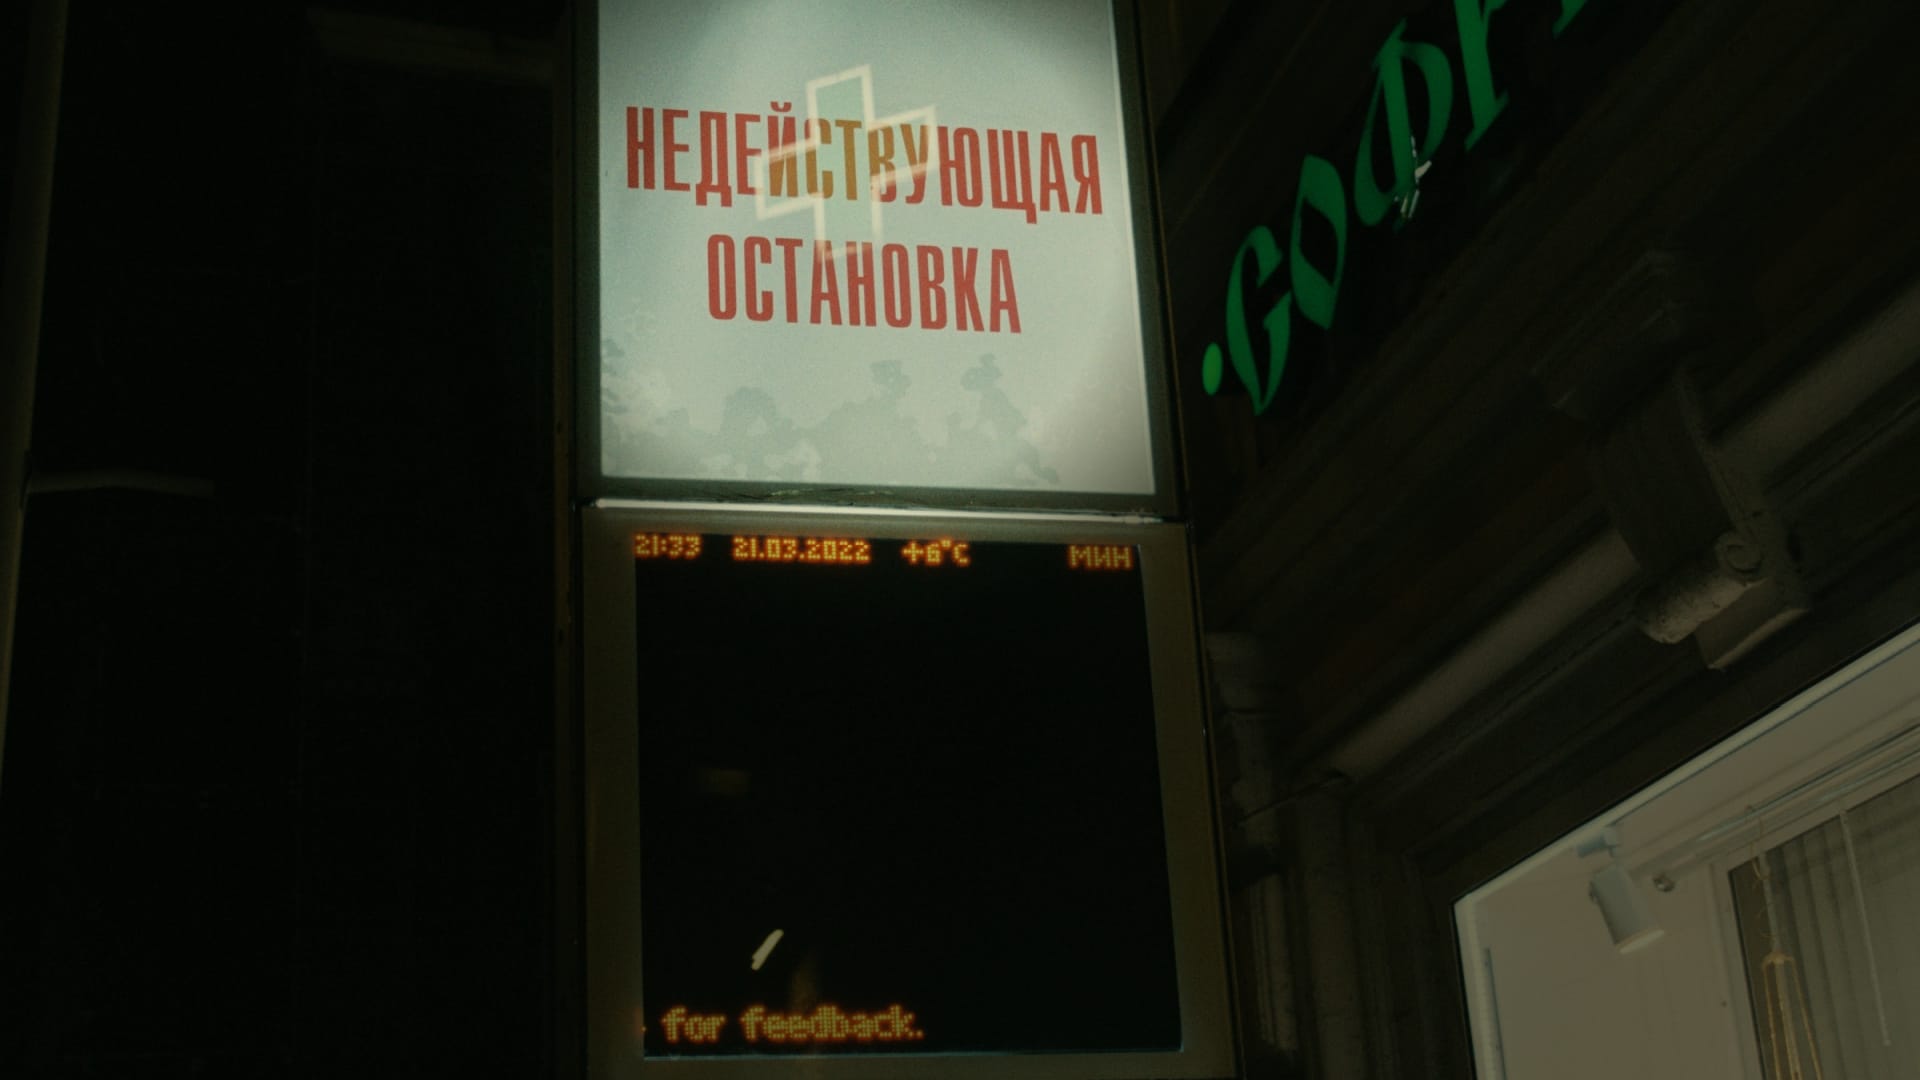 НЕДЕЙСТВУЮЩАЯ
ОСТАНОВКА
21:33 21.03.2022 +6°C МИН
for feedback.